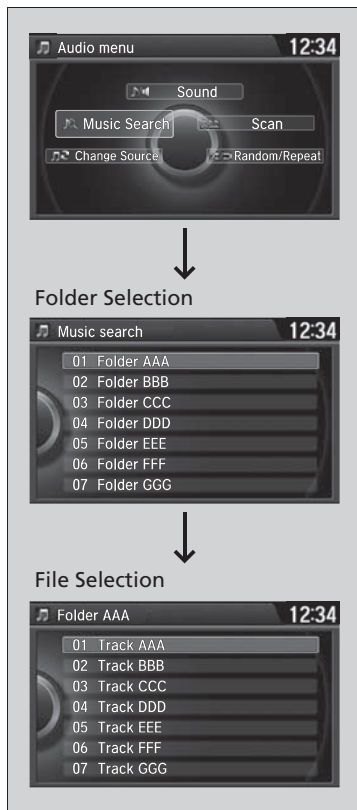 Audio menu 12:34
Sound
Music Search Scan
Change Source Random/Repeat
Folder Selection
Music search 12:34
01 Folder AAA
02 Folder BBB
03 Folder CCC
04 Folder DDD
05 Folder EEE
06 Folder FFF
07 Folder GGG
File Selection
Folder AAA 12:34
01 Track AAA
02 Track BBB
03 Track CCC
04 Track DDD
05 Track EEE
06 Track FFF
07 Track GGG